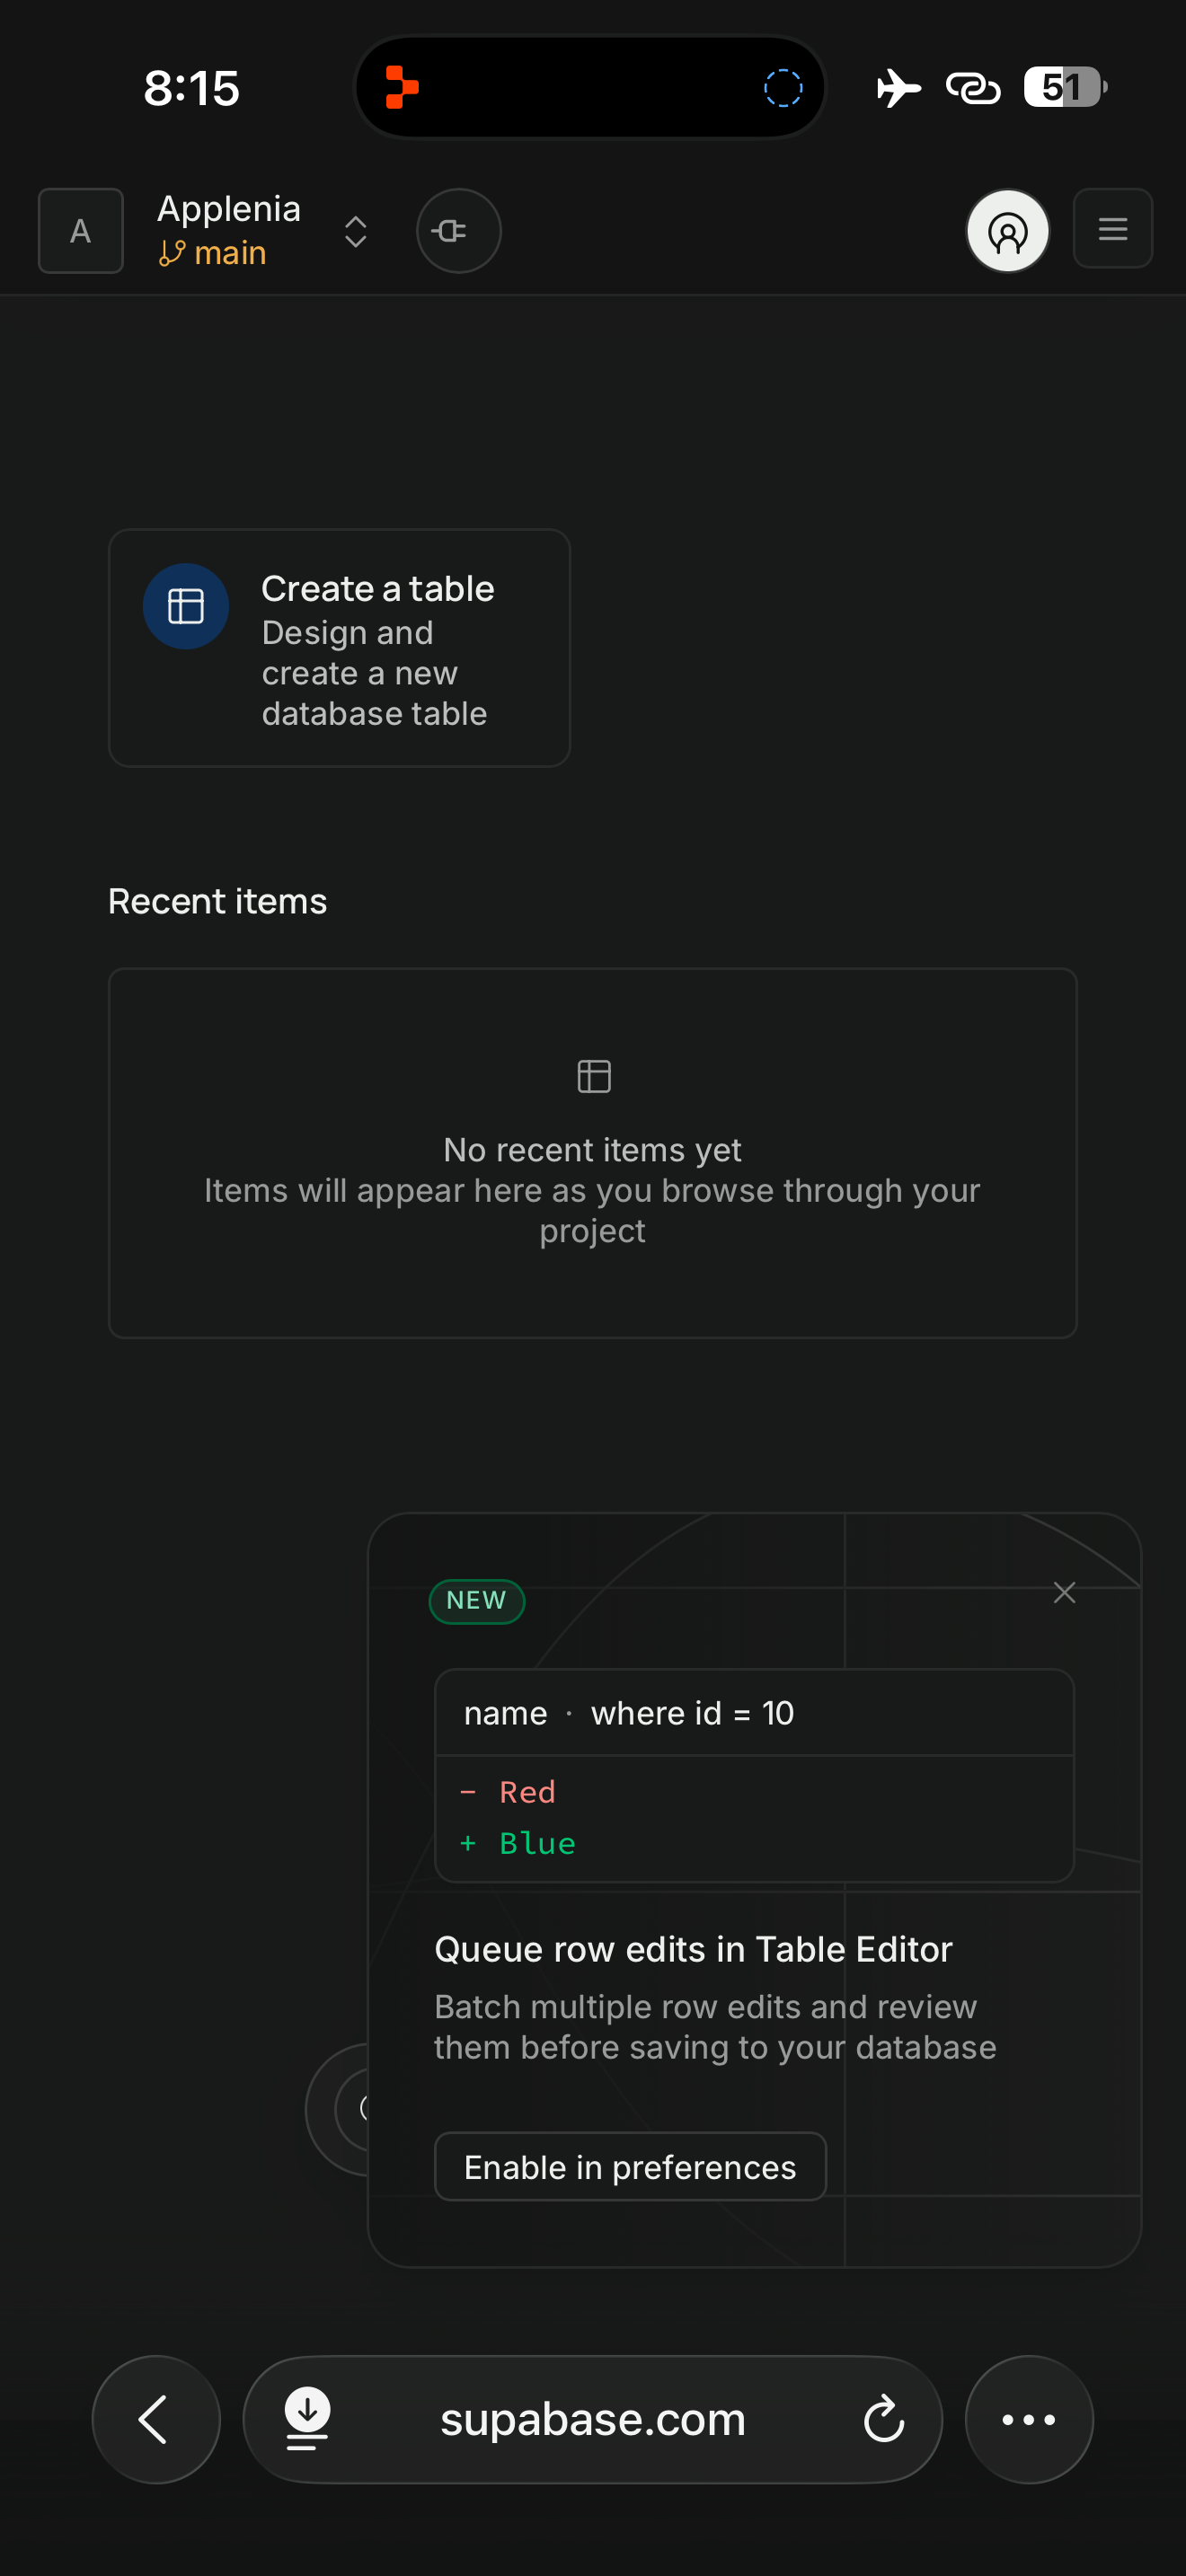 8:15
51
A
Applenia
main
Create a table
Design and
create a new
database table
Recent items
No recent items yet
Items will appear here as you browse through your
project
NEW
name · where id = 10
- Red
+ Blue
Queue row edits in Table Editor
Batch multiple row edits and review
them before saving to your database
Enable in preferences
supabase.com